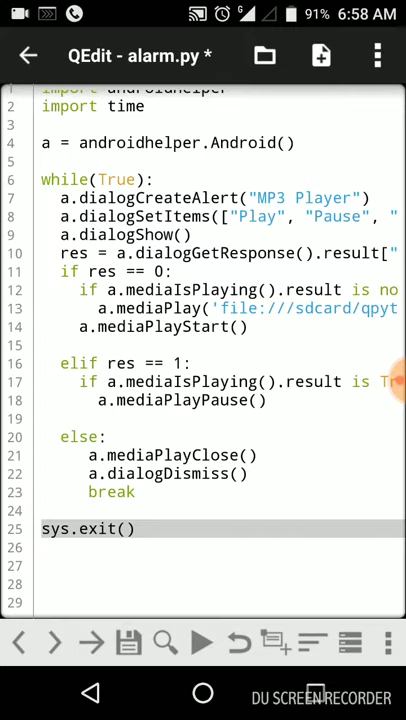 91% 6:58 AM
QEdit - alarm.py *
1 import androidhelper
2 import time
3
4 a = androidhelper.Android()
5
6 while(True):
7 a.dialogCreateAlert("MP3 Player")
8 a.dialogSetItems(["Play", "Pause", "
9 a.dialogShow()
10 res = a.dialogGetResponse().result["
11 if res == 0:
12 if a.mediaIsPlaying().result is no
13 a.mediaPlay('file:///sdcard/qpyt
14 a.mediaPlayStart()
15
16 elif res == 1:
17 if a.mediaIsPlaying().result is Tr
18 a.mediaPlayPause()
19
20 else:
21 a.mediaPlayClose()
22 a.dialogDismiss()
23 break
24
25 sys.exit()
26
27
28
29
DU SCREEN RECORDER